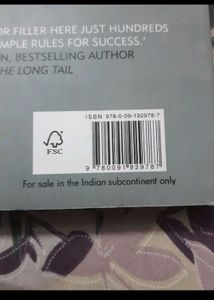 OR FILLER HERE JUST HUNDREDS
MPLE RULES FOR SUCCESS.'
N, BESTSELLING AUTHOR
HE LONG TAIL
ISBN 978-0-09-192978-7
FSC
9 780091 929787
For sale in the Indian subcontinent only